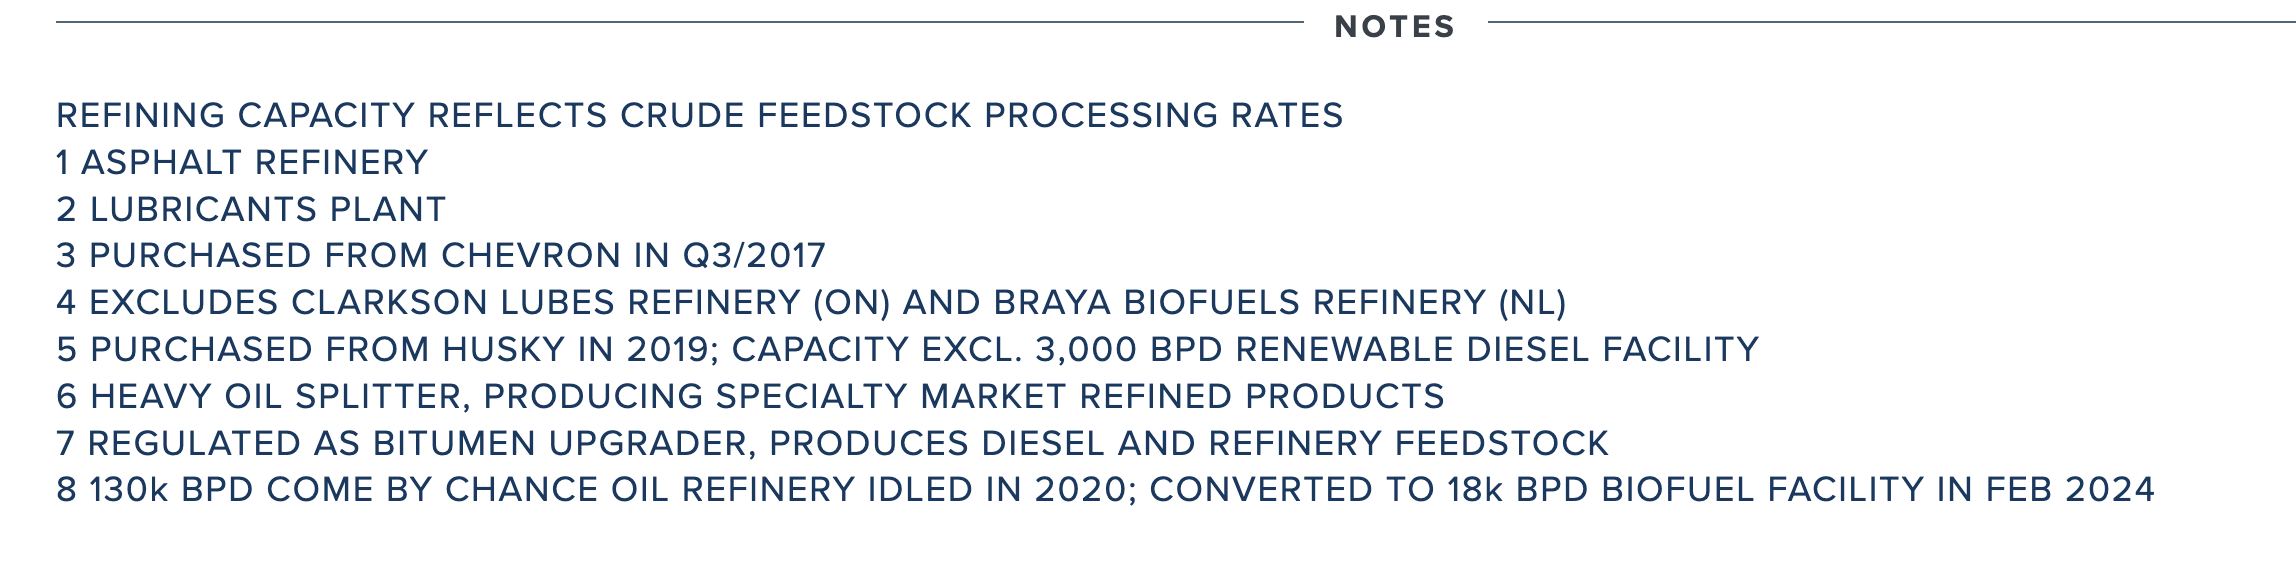 NOTES
REFINING CAPACITY REFLECTS CRUDE FEEDSTOCK PROCESSING RATES
1 ASPHALT REFINERY
2 LUBRICANTS PLANT
3 PURCHASED FROM CHEVRON IN Q3/2017
4 EXCLUDES CLARKSON LUBES REFINERY (ON) AND BRAYA BIOFUELS REFINERY (NL)
5 PURCHASED FROM HUSKY IN 2019; CAPACITY EXCL. 3,000 BPD RENEWABLE DIESEL FACILITY
6 HEAVY OIL SPLITTER, PRODUCING SPECIALTY MARKET REFINED PRODUCTS
7 REGULATED AS BITUMEN UPGRADER, PRODUCES DIESEL AND REFINERY FEEDSTOCK
8 130k BPD COME BY CHANCE OIL REFINERY IDLED IN 2020; CONVERTED TO 18k BPD BIOFUEL FACILITY IN FEB 2024